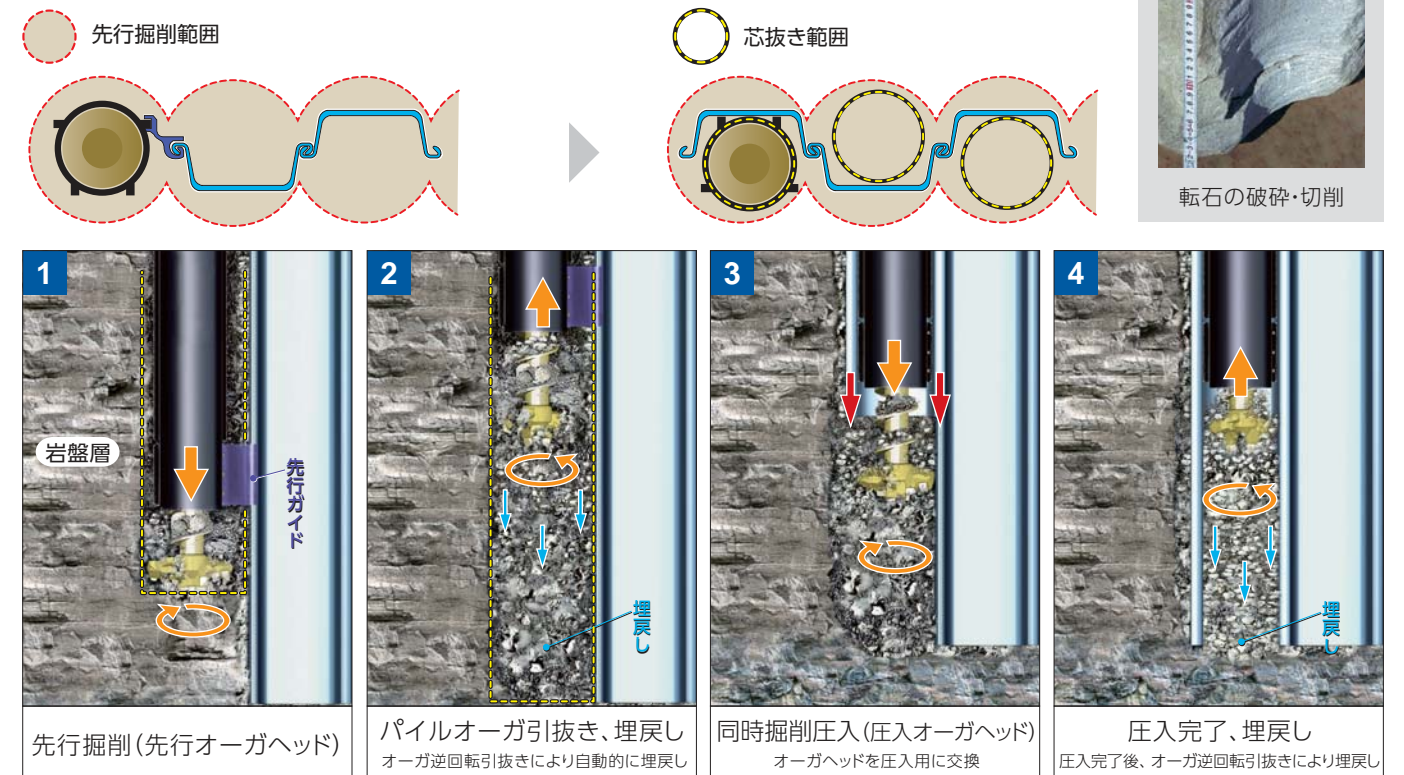 先行掘削範囲
芯抜き範囲
転石の破砕・切削
1
岩盤層
先行ガイド
先行掘削(先行オーガヘッド)
2
埋戻し
パイルオーガ引抜き、埋戻し
オーガ逆回転引抜きにより自動的に埋戻し
3
同時掘削圧入(圧入オーガヘッド)
オーガヘッドを圧入用に交換
4
埋戻し
圧入完了、埋戻し
圧入完了後、オーガ逆回転引抜きにより埋戻し